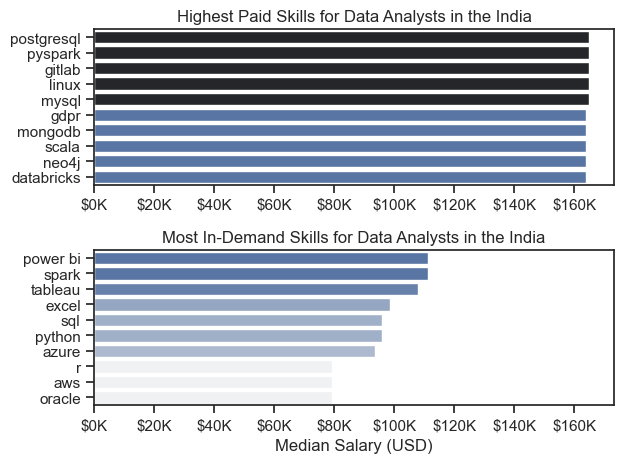 Highest Paid Skills for Data Analysts in the India
postgresql
pyspark
gitlab
linux
mysql
gdpr
mongodb
scala
neo4j
databricks
$0K $20K $40K $60K $80K $100K $120K $140K $160K
Most In-Demand Skills for Data Analysts in the India
power bi
spark
tableau
excel
sql
python
azure
r
aws
oracle
$0K $20K $40K $60K $80K $100K $120K $140K $160K
Median Salary (USD)